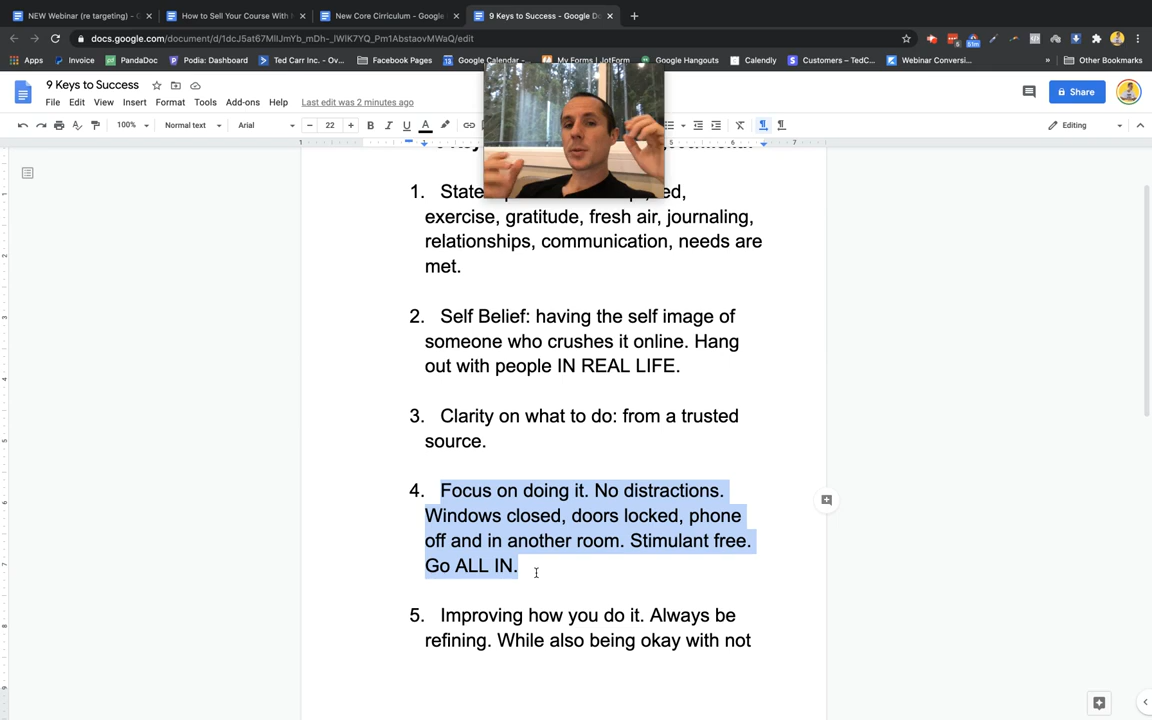 NEW Webinar (re targeting) - G
How to Sell Your Course With
New Core Cirriculum - Google
9 Keys to Success - Google Do
docs.google.com/document/d/1dcJ5at67MIIJmYb_mDh-_IWIK7YQ_Pm1AbstaovMWaQ/edit
Apps
Invoice
PandaDoc
Podia: Dashboard
Ted Carr Inc. - Ov...
Facebook Pages
Google Calendar
My Forms | JotForm
Google Hangouts
Calendly
Customers – TedC...
Webinar Conversi...
»
Other Bookmarks
9 Keys to Success
File Edit View Insert Format Tools Add-ons Help Last edit was 2 minutes ago
Share
100% Normal text Arial 22 Editing
1. State
ed,
exercise, gratitude, fresh air, journaling,
relationships, communication, needs are
met.
2. Self Belief: having the self image of
someone who crushes it online. Hang
out with people IN REAL LIFE.
3. Clarity on what to do: from a trusted
source.
4. Focus on doing it. No distractions.
Windows closed, doors locked, phone
off and in another room. Stimulant free.
Go ALL IN.
5. Improving how you do it. Always be
refining. While also being okay with not